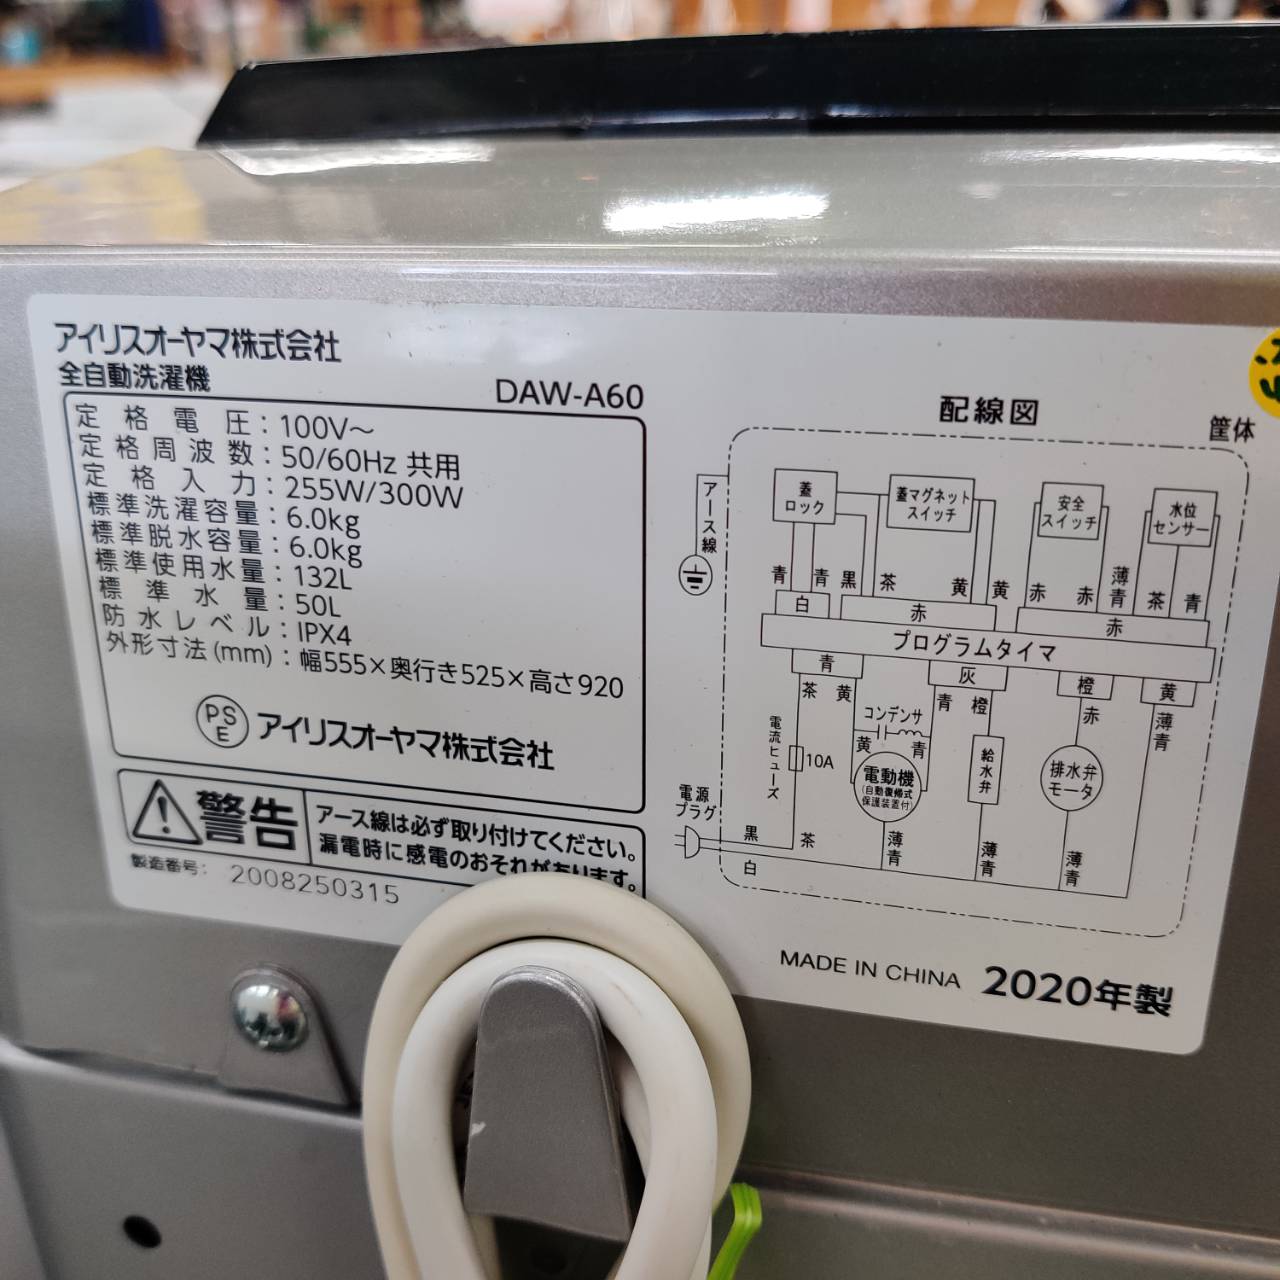 アイリスオーヤマ株式会社
全自動洗濯機 DAW-A60
定格電圧：100V～
定格周波数：50/60Hz 共用
定格入力：255W/300W
標準洗濯容量：6.0kg
標準脱水容量：6.0kg
標準使用水量：132L
標準水量：50L
防水レベル：IPX4
外形寸法(mm)：幅555×奥行き525×高さ920
PS
E
アイリスオーヤマ株式会社
警告
アース線は必ず取り付けてください。
漏電時に感電のおそれがあります。
製造番号： 2008250315
配線図
筐体
アース線
蓋
ロック
蓋マグネット
スイッチ
安全
スイッチ
水位
センサー
青 青 黒 茶 黄 黄 赤 赤 薄青 茶 青
白 赤 赤
プログラムタイマ
青 灰 橙 黄
茶 黄 青 橙 赤 薄青
コンデンサ
黄 青
電流ヒューズ
10A
電動機
(自動復帰式
保護装置付)
給水弁
排水弁
モータ
電源
プラグ
黒 茶 薄青 薄青 薄青
白
MADE IN CHINA 2020年製